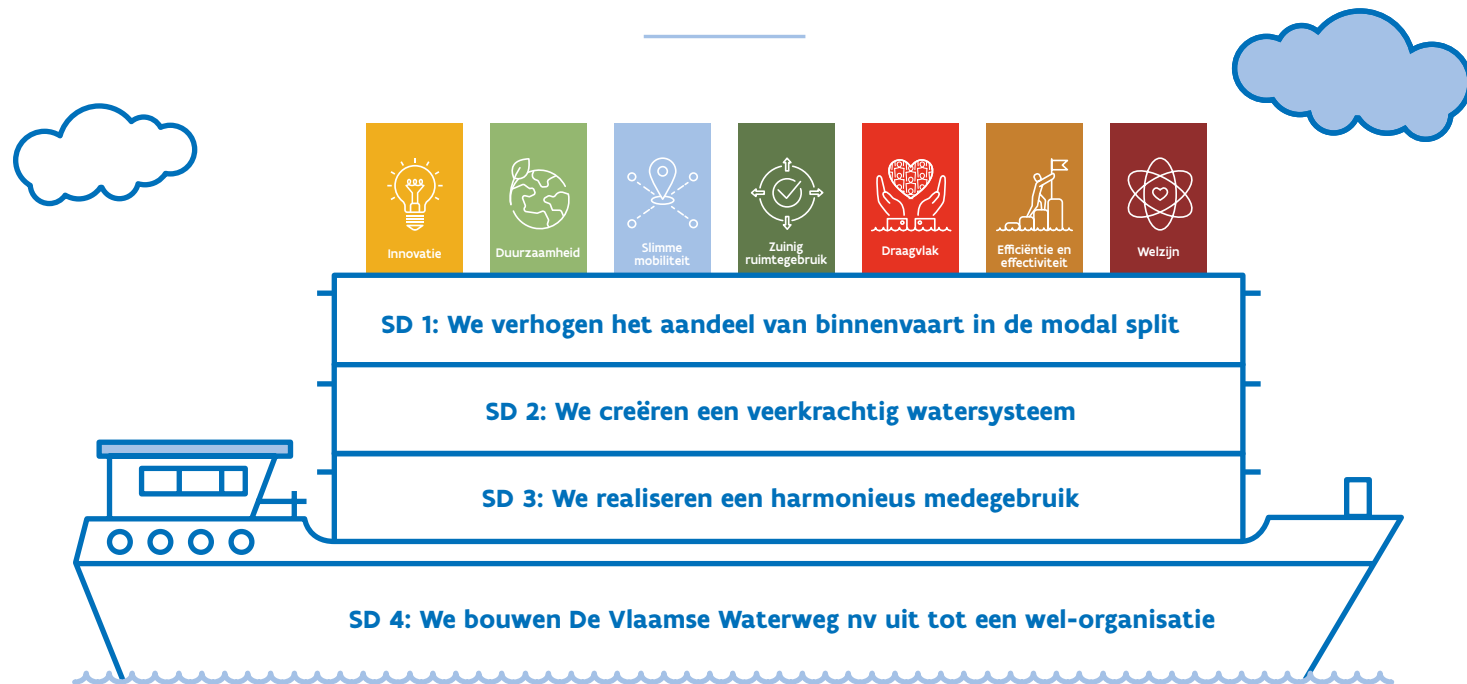 Innovatie
Duurzaamheid
Slimme
mobiliteit
Zuinig
ruimtegebruik
Draagvlak
Efficiëntie en
effectiviteit
Welzijn
SD 1: We verhogen het aandeel van binnenvaart in de modal split
SD 2: We creëren een veerkrachtig watersysteem
SD 3: We realiseren een harmonieus medegebruik
SD 4: We bouwen De Vlaamse Waterweg nv uit tot een wel-organisatie